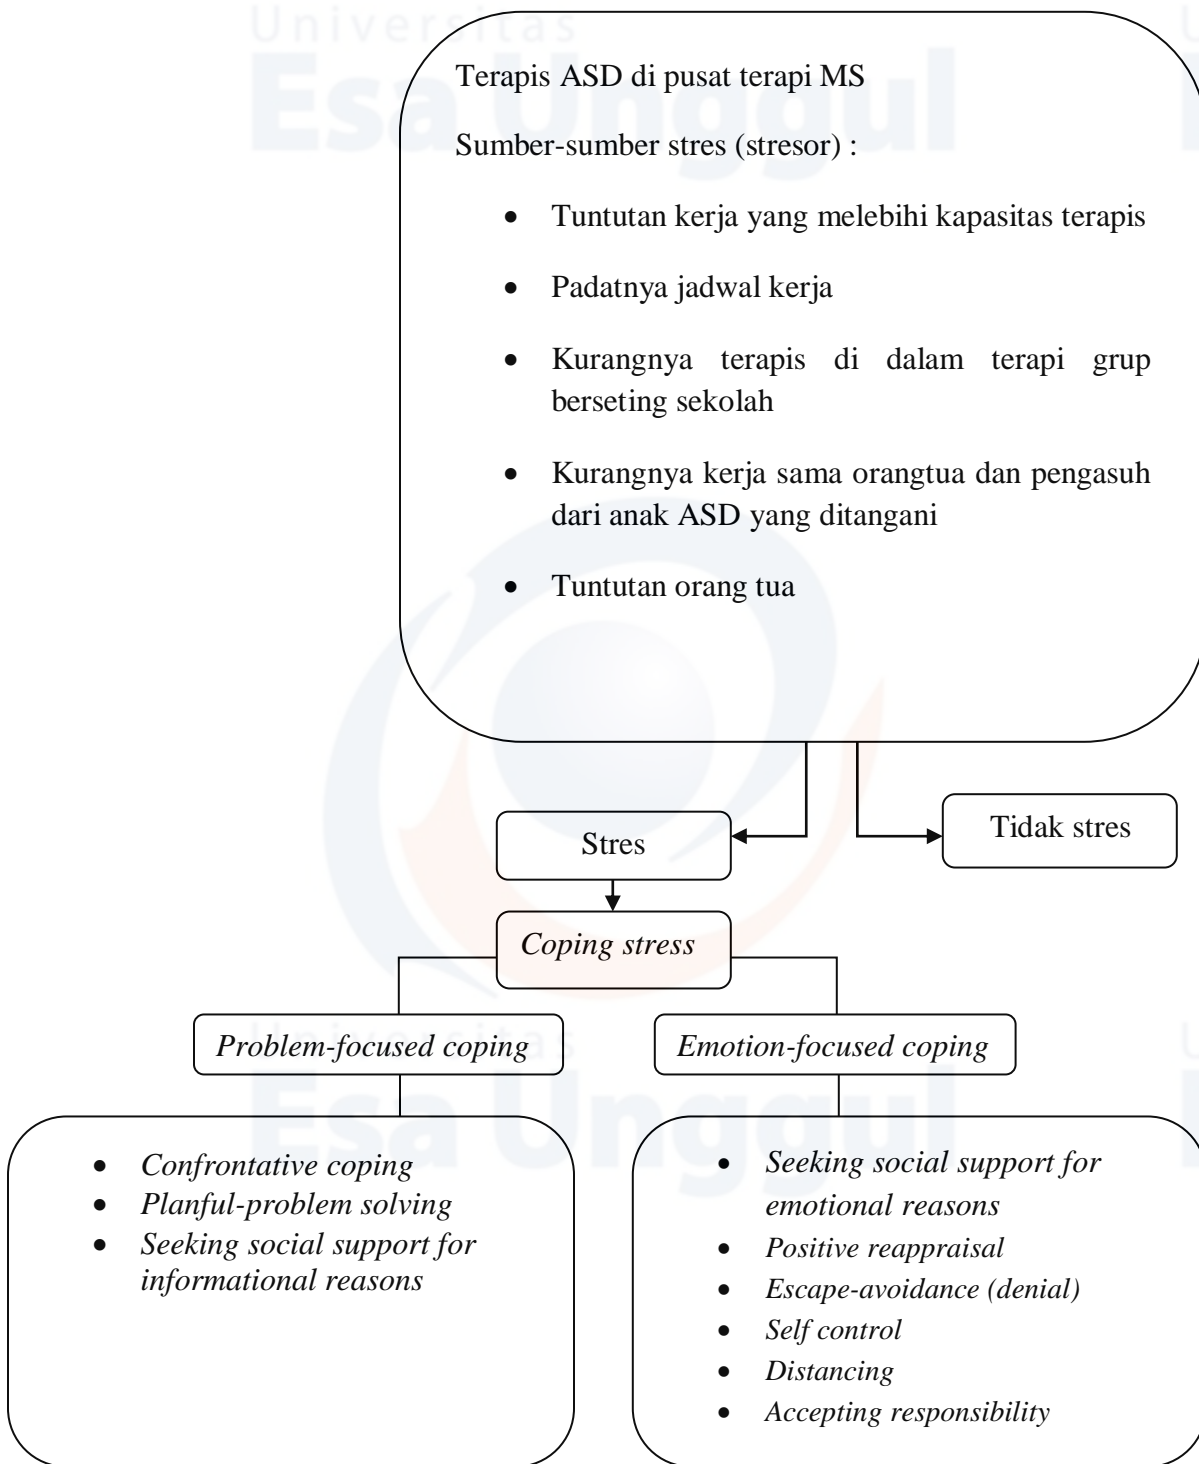 Universitas
Esa Unggul
Terapis ASD di pusat terapi MS
Sumber-sumber stres (stresor) :
• Tuntutan kerja yang melebihi kapasitas terapis
• Padatnya jadwal kerja
• Kurangnya terapis di dalam terapi grup
berseting sekolah
• Kurangnya kerja sama orangtua dan pengasuh
dari anak ASD yang ditangani
• Tuntutan orang tua
Stres
Tidak stres
Coping stress
Problem-focused coping
Emotion-focused coping
Universitas
Esa Unggul
• Confrontative coping
• Planful-problem solving
• Seeking social support for
informational reasons
• Seeking social support for
emotional reasons
• Positive reappraisal
• Escape-avoidance (denial)
• Self control
• Distancing
• Accepting responsibility